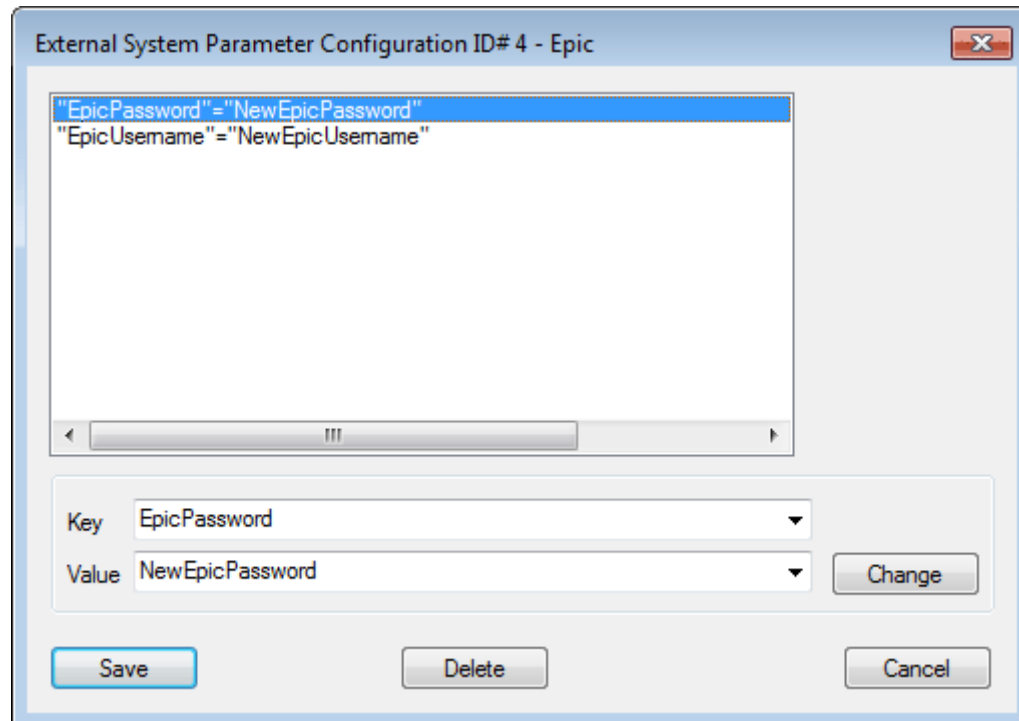 External System Parameter Configuration ID# 4 - Epic
"EpicPassword"="NewEpicPassword"
"EpicUsername"="NewEpicUsername"
Key EpicPassword
Value NewEpicPassword
Change
Save Delete Cancel